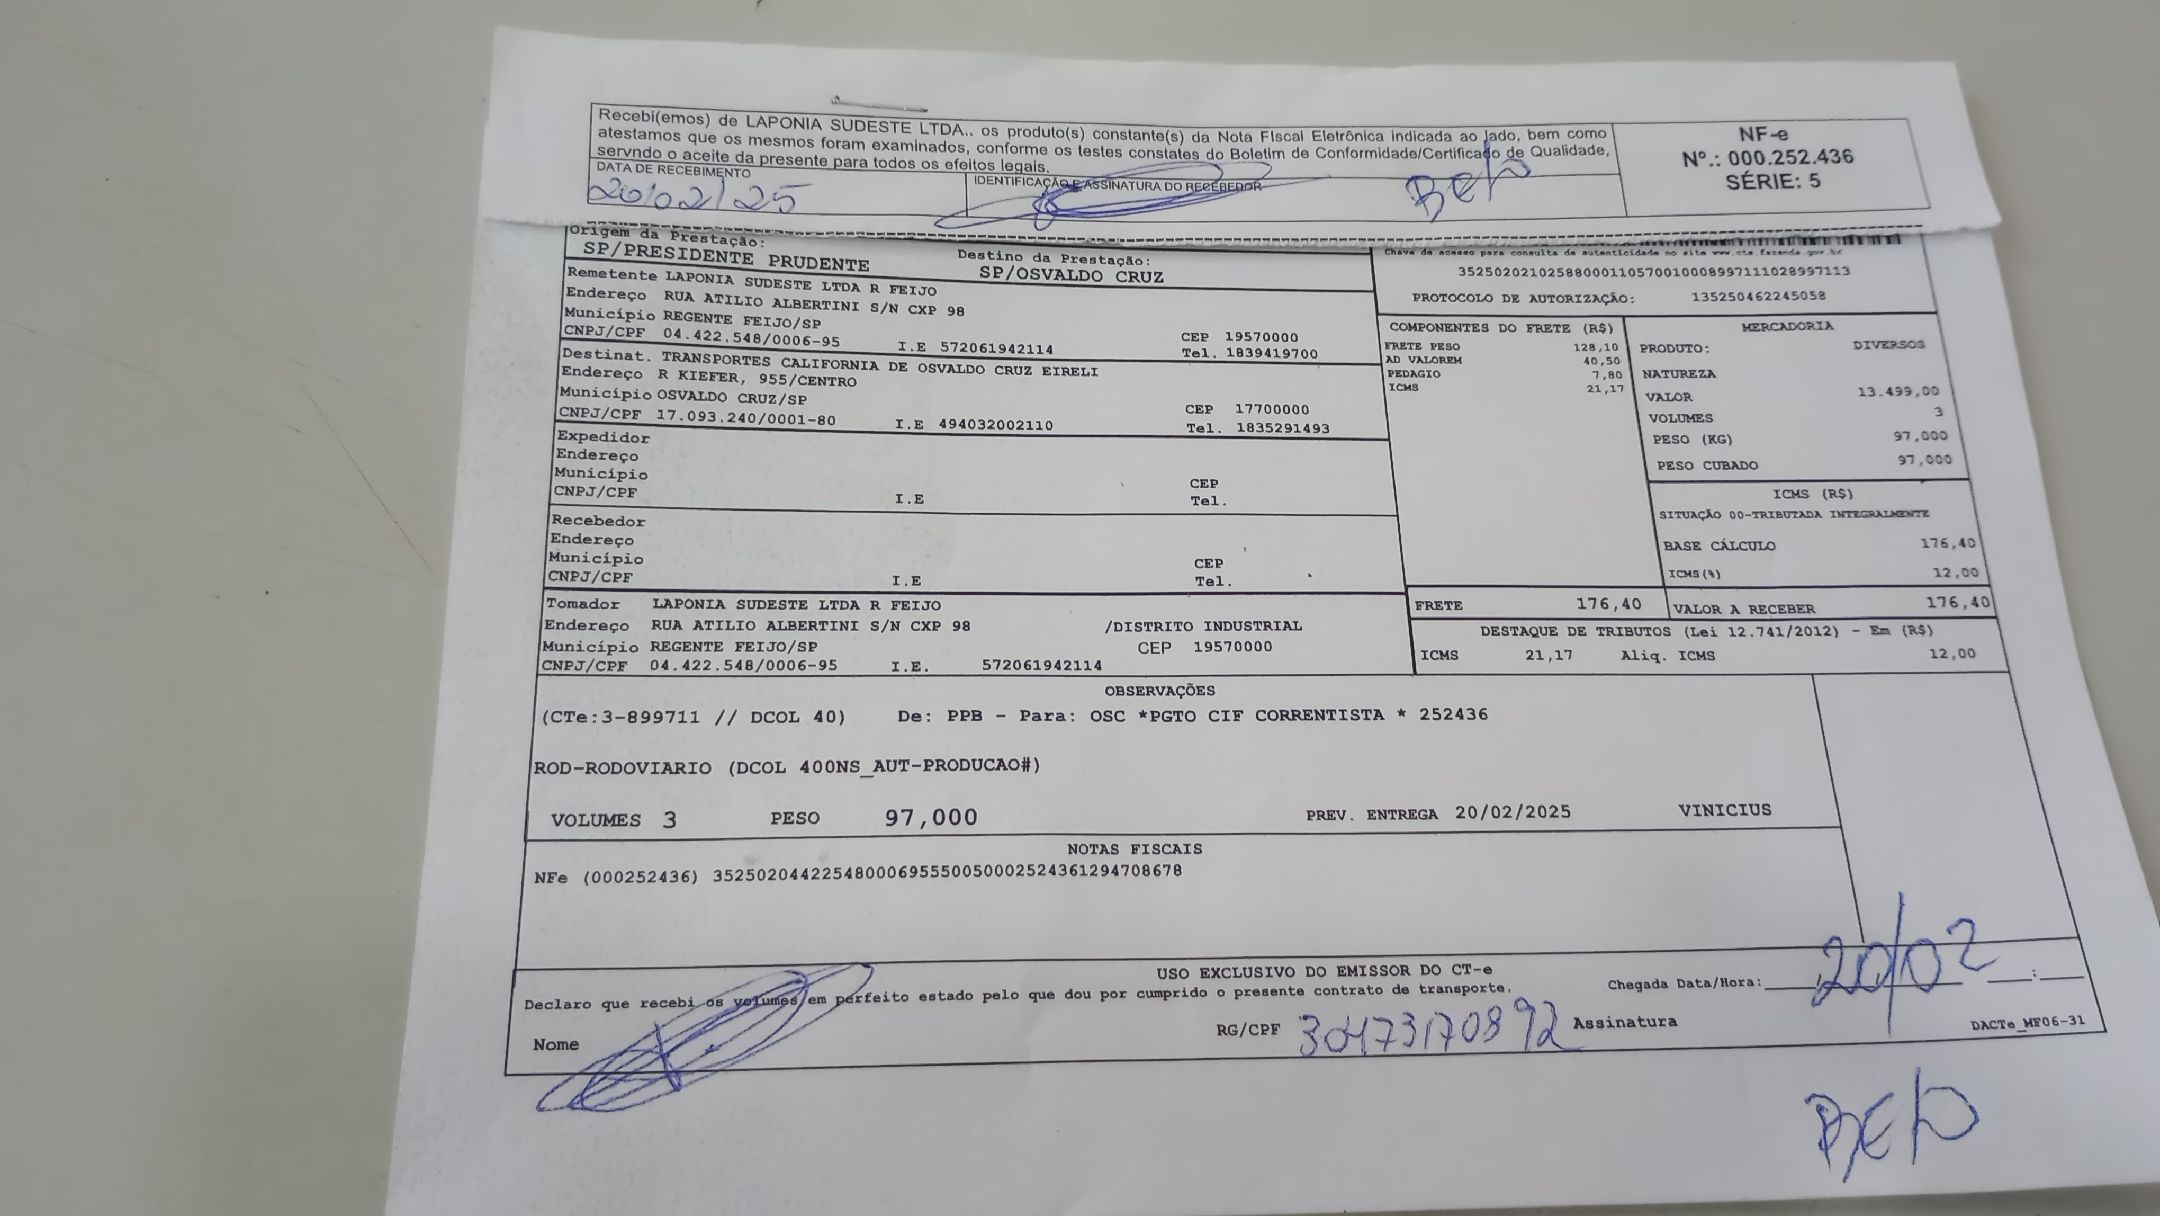 Recebi(emos) de LAPONIA SUDESTE LTDA.. os produto(s) constante(s) da Nota Fiscal Eletrônica indicada ao lado, bem como
atestamos que os mesmos foram examinados, conforme os testes constates do Boletim de Conformidade/Certificado de Qualidade,
servndo o aceite da presente para todos os efeitos legais.
DATA DE RECEBIMENTO
20/02/25
IDENTIFICAÇÃO E ASSINATURA DO RECEBEDOR
NF-e
Nº.: 000.252.436
SÉRIE: 5
Origem da Prestação:
SP/PRESIDENTE PRUDENTE
Destino da Prestação:
SP/OSVALDO CRUZ
Chave de acesso para consulta de autenticidade no site www.cte.fazenda.gov.br
35250202102588000110570010008997111028997113
PROTOCOLO DE AUTORIZAÇÃO: 135250462245058
Remetente LAPONIA SUDESTE LTDA R FEIJO
Endereço RUA ATILIO ALBERTINI S/N CXP 98
Município REGENTE FEIJO/SP CEP 19570000
CNPJ/CPF 04.422.548/0006-95 I.E 572061942114 Tel. 1839419700
Destinat. TRANSPORTES CALIFORNIA DE OSVALDO CRUZ EIRELI
Endereço R KIEFER, 955/CENTRO
Município OSVALDO CRUZ/SP CEP 17700000
CNPJ/CPF 17.093.240/0001-80 I.E 494032002110 Tel. 1835291493
Expedidor
Endereço
Município CEP
CNPJ/CPF I.E Tel.
Recebedor
Endereço
Município CEP
CNPJ/CPF I.E Tel.
Tomador LAPONIA SUDESTE LTDA R FEIJO
Endereço RUA ATILIO ALBERTINI S/N CXP 98 /DISTRITO INDUSTRIAL
Município REGENTE FEIJO/SP CEP 19570000
CNPJ/CPF 04.422.548/0006-95 I.E. 572061942114
COMPONENTES DO FRETE (R$)
FRETE PESO 128,10
AD VALOREM 40,50
PEDAGIO 7,80
ICMS 21,17
MERCADORIA
PRODUTO: DIVERSOS
NATUREZA
VALOR 13.499,00
VOLUMES 3
PESO (KG) 97,000
PESO CUBADO 97,000
ICMS (R$)
SITUAÇÃO 00-TRIBUTADA INTEGRALMENTE
BASE CÁLCULO 176,40
ICMS(%) 12,00
FRETE 176,40 VALOR A RECEBER 176,40
DESTAQUE DE TRIBUTOS (Lei 12.741/2012) - Em (R$)
ICMS 21,17 Aliq. ICMS 12,00
OBSERVAÇÕES
(CTe:3-899711 // DCOL 40) De: PPB - Para: OSC *PGTO CIF CORRENTISTA * 252436
ROD-RODOVIARIO (DCOL 400NS_AUT-PRODUCAO#)
VOLUMES 3 PESO 97,000 PREV. ENTREGA 20/02/2025 VINICIUS
NOTAS FISCAIS
NFe (000252436) 35250204422548000695550050002524361294708678
USO EXCLUSIVO DO EMISSOR DO CT-e
Declaro que recebi os volumes em perfeito estado pelo que dou por cumprido o presente contrato de transporte.
Chegada Data/Hora: 20/02 :
Nome RG/CPF 30473170892 Assinatura
DACTe_MF06-31